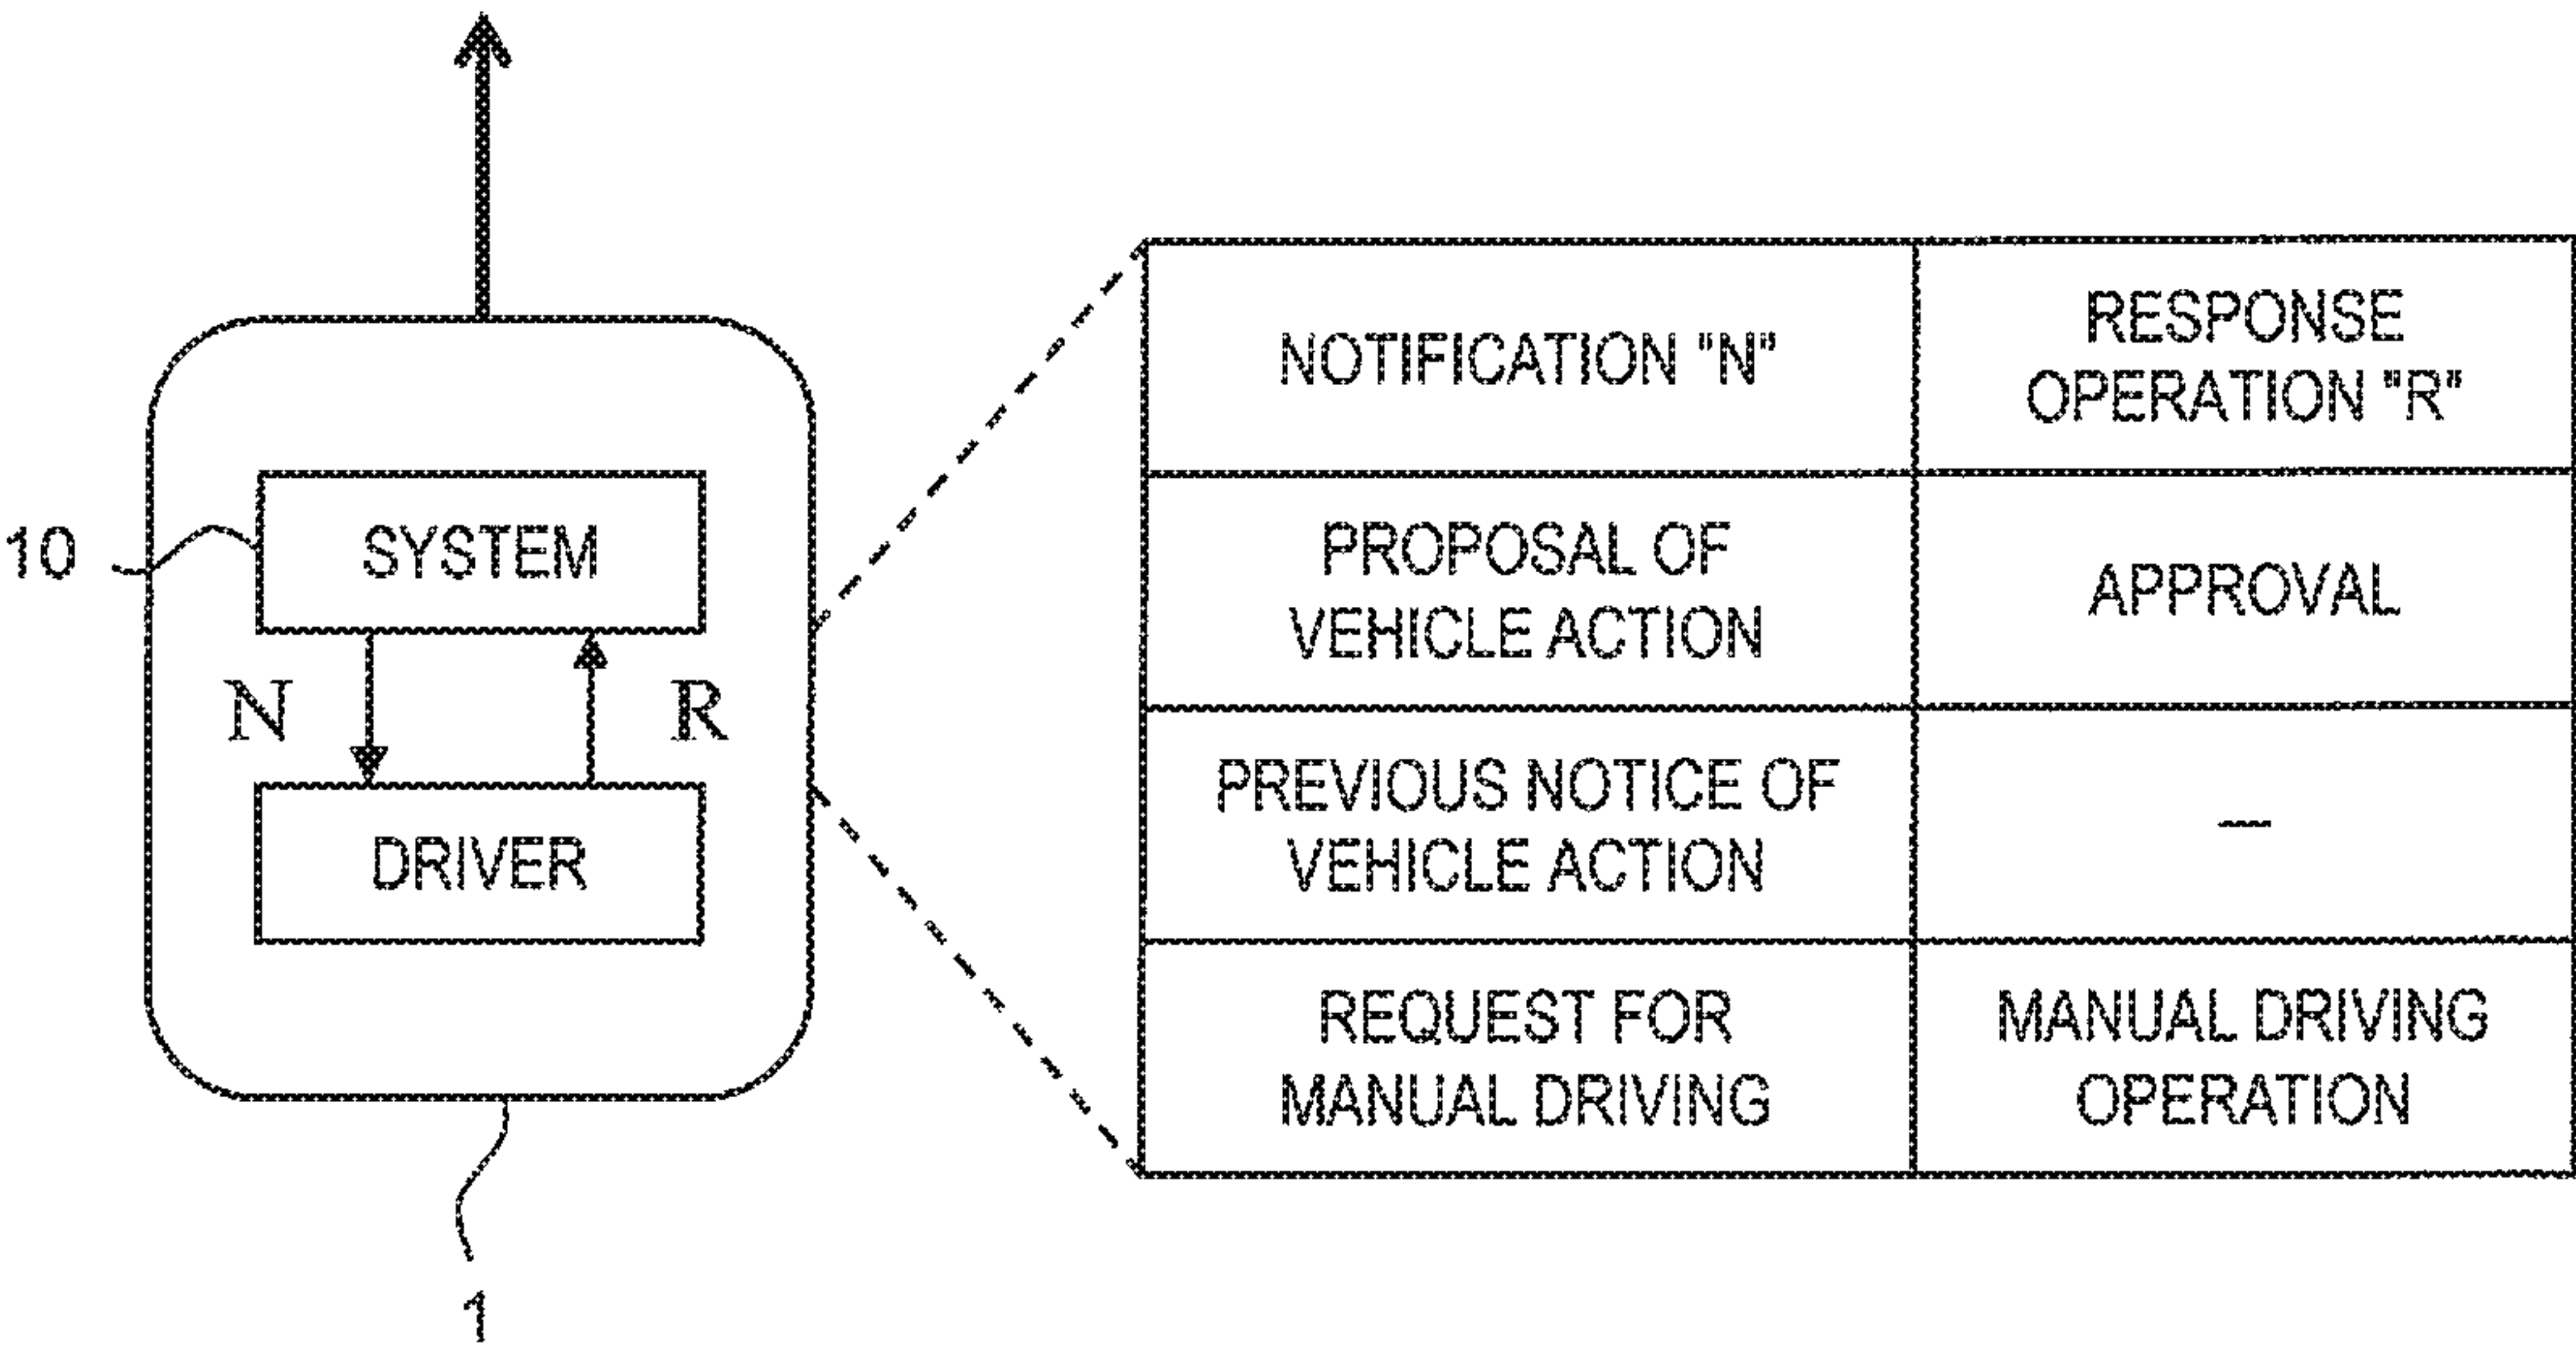 10
SYSTEM
N
R
DRIVER
1
NOTIFICATION "N"
RESPONSE
OPERATION "R"
PROPOSAL OF
VEHICLE ACTION
APPROVAL
PREVIOUS NOTICE OF
VEHICLE ACTION
—
REQUEST FOR
MANUAL DRIVING
MANUAL DRIVING
OPERATION